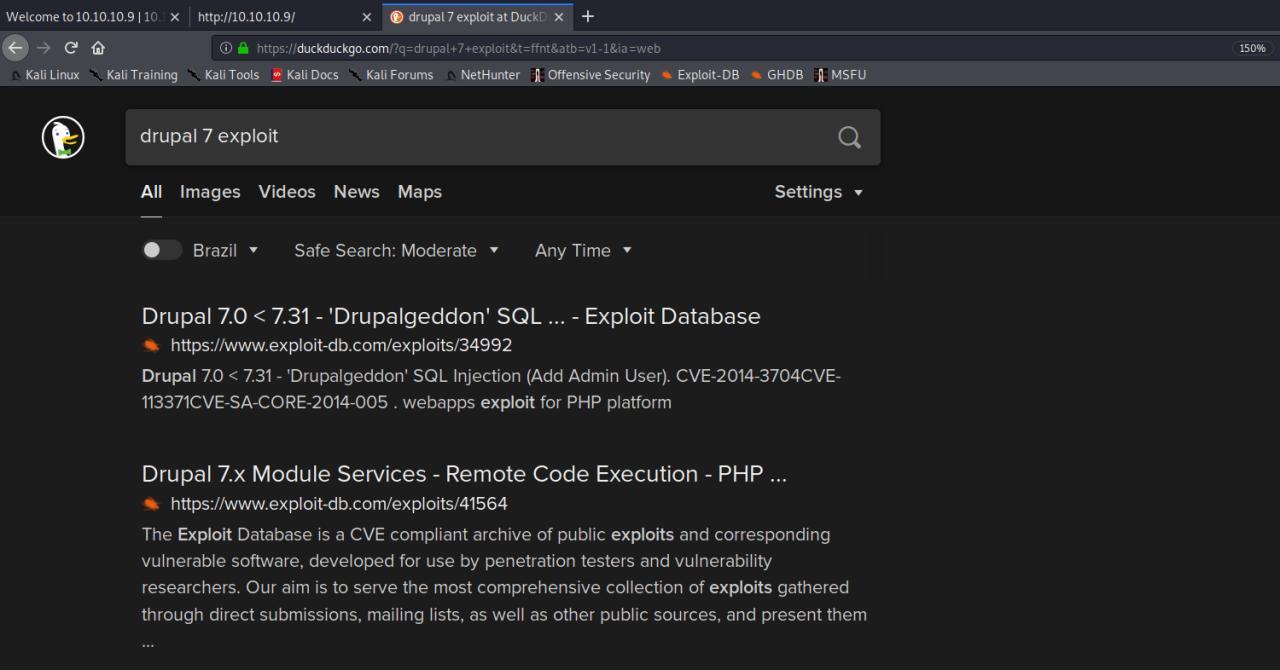 Welcome to 10.10.10.9 | 10. http://10.10.10.9/ drupal 7 exploit at DuckD
https://duckduckgo.com/?q=drupal+7+exploit&t=ffnt&atb=v1-1&ia=web 150%
Kali Linux Kali Training Kali Tools Kali Docs Kali Forums NetHunter Offensive Security Exploit-DB GHDB MSFU
drupal 7 exploit
All Images Videos News Maps Settings
Brazil Safe Search: Moderate Any Time
Drupal 7.0 < 7.31 - 'Drupalgeddon' SQL ... - Exploit Database
https://www.exploit-db.com/exploits/34992
Drupal 7.0 < 7.31 - 'Drupalgeddon' SQL Injection (Add Admin User). CVE-2014-3704CVE-
113371CVE-SA-CORE-2014-005 . webapps exploit for PHP platform
Drupal 7.x Module Services - Remote Code Execution - PHP ...
https://www.exploit-db.com/exploits/41564
The Exploit Database is a CVE compliant archive of public exploits and corresponding
vulnerable software, developed for use by penetration testers and vulnerability
researchers. Our aim is to serve the most comprehensive collection of exploits gathered
through direct submissions, mailing lists, as well as other public sources, and present them
...